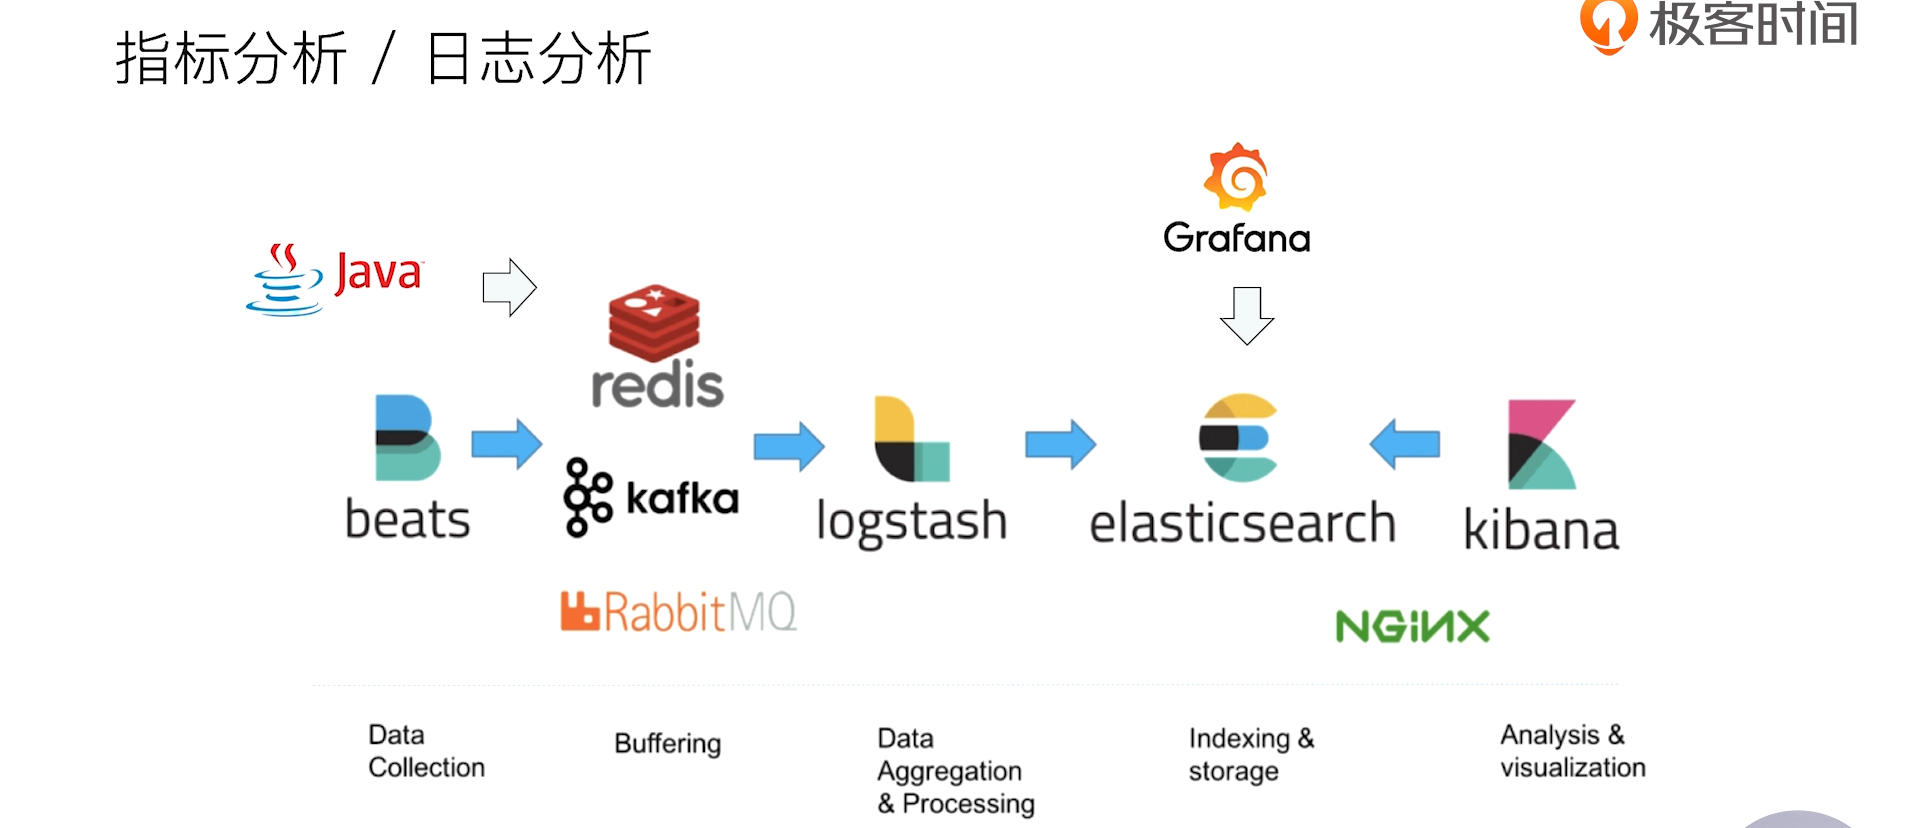 指标分析 / 日志分析
极客时间
Grafana
Java
redis
beats
kafka
logstash
elasticsearch
kibana
RabbitMQ
NGINX
Data
Collection
Buffering
Data
Aggregation
& Processing
Indexing &
storage
Analysis &
visualization